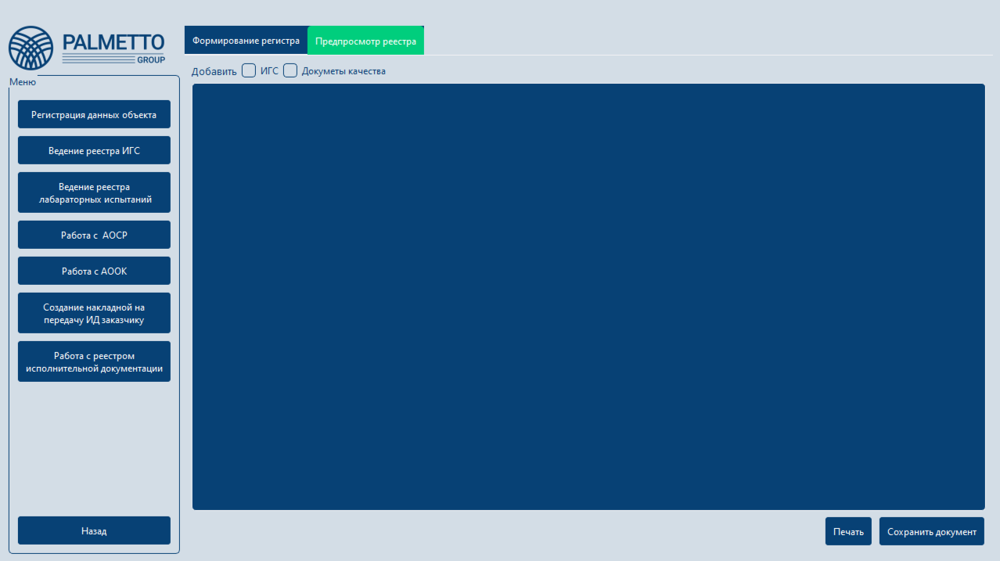 PALMETTO
GROUP
Формирование регистра
Предпросмотр реестра
Добавить
ИГС
Докуметы качества
Меню
Регистрация данных объекта
Ведение реестра ИГС
Ведение реестра
лабараторных испытаний
Работа с  АОСР
Работа с АООК
Создание накладной на
передачу ИД заказчику
Работа с реестром
исполнительной документации
Назад
Печать
Сохранить документ